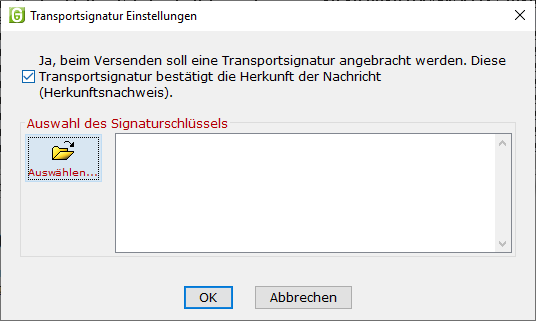 Transportsignatur Einstellungen
Ja, beim Versenden soll eine Transportsignatur angebracht werden. Diese
Transportsignatur bestätigt die Herkunft der Nachricht
(Herkunftsnachweis).
Auswahl des Signaturschlüssels
Auswählen...
OK
Abbrechen